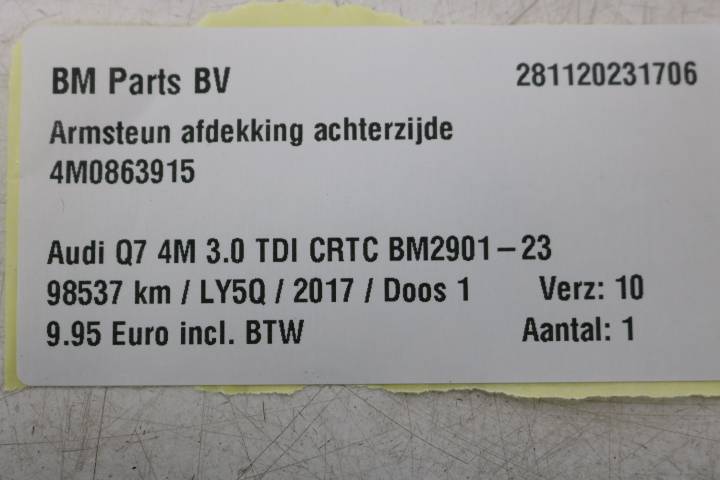 BM Parts BV 281120231706
Armsteun afdekking achterzijde
4M0863915
Audi Q7 4M 3.0 TDI CRTC BM2901-23
98537 km / LY5Q / 2017 / Doos 1 Verz: 10
9.95 Euro incl. BTW Aantal: 1